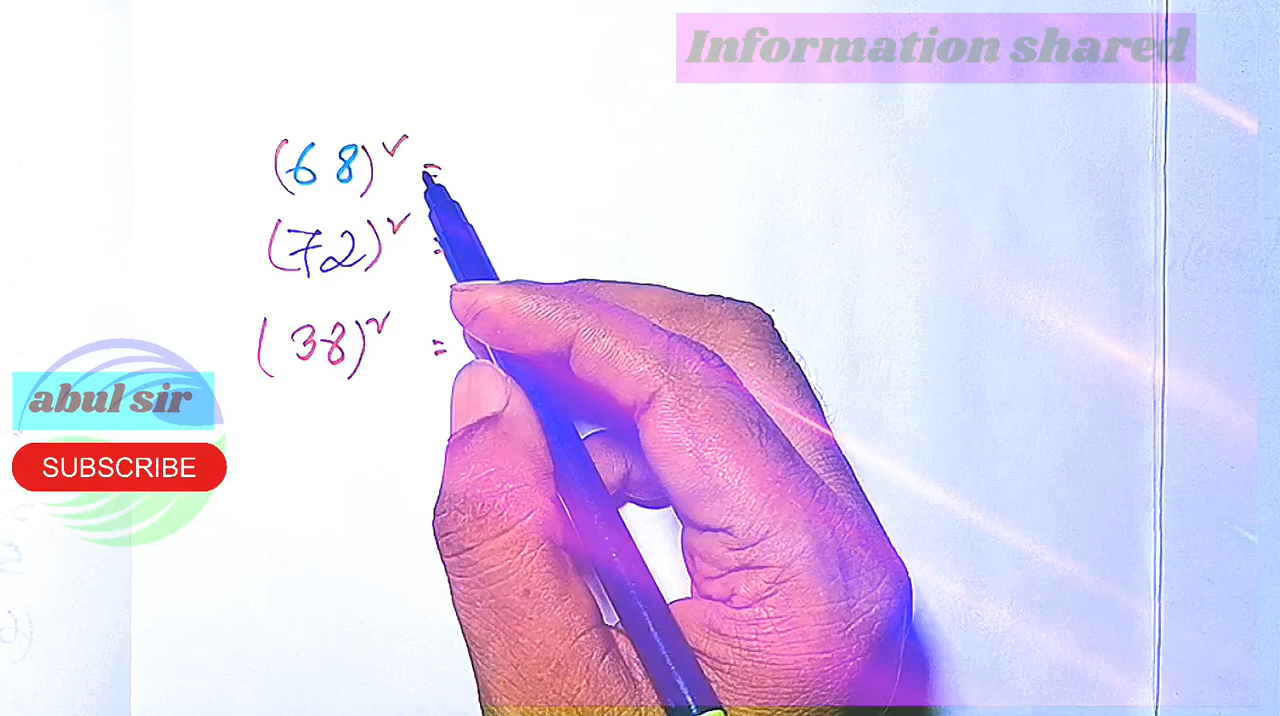 Information shared
(68)² =
(72)² =
(38)² =
abul sir
SUBSCRIBE